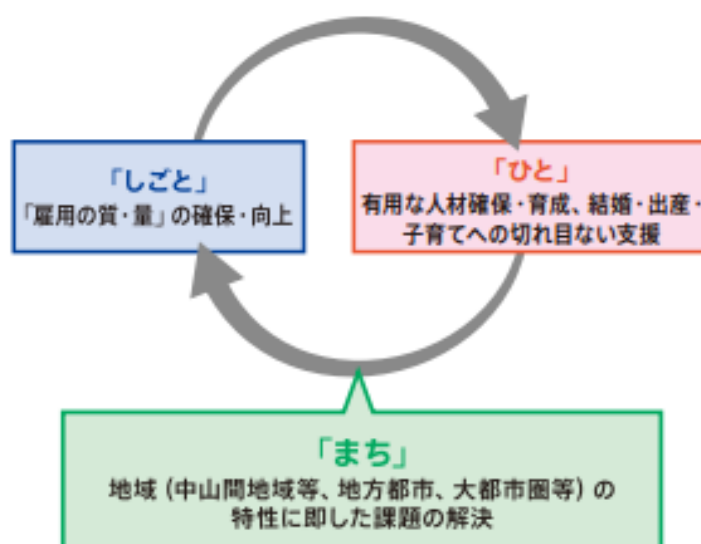 「しごと」
「雇用の質・量」の確保・向上
「ひと」
有用な人材確保・育成、結婚・出産・
子育てへの切れ目ない支援
「まち」
地域（中山間地域等、地方都市、大都市圏等）の
特性に即した課題の解決